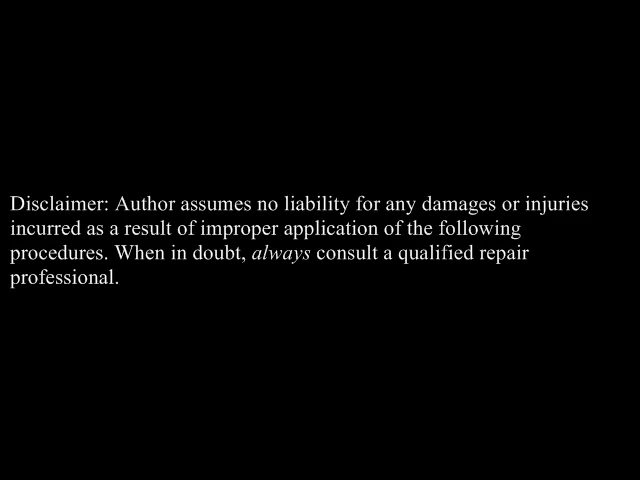 Disclaimer: Author assumes no liability for any damages or injuries
incurred as a result of improper application of the following
procedures. When in doubt, always consult a qualified repair
professional.